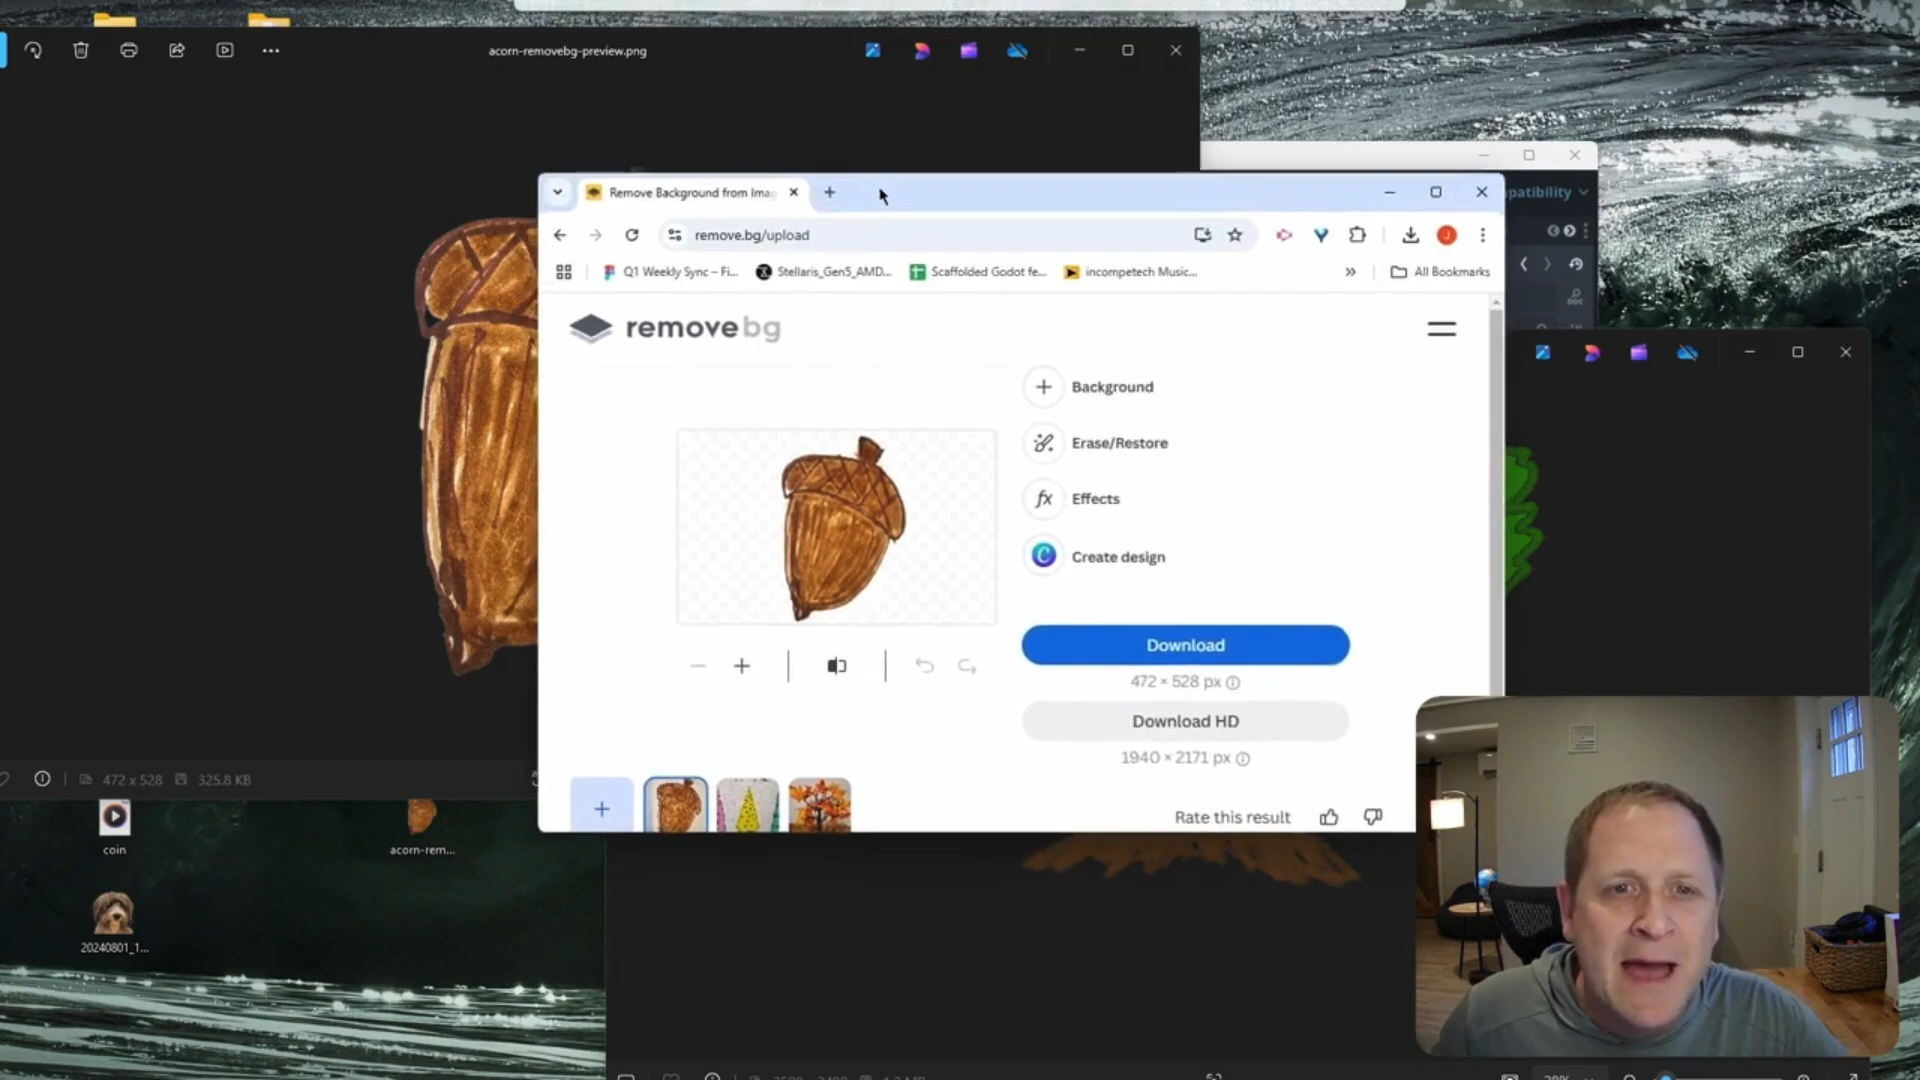 acorn-removebg-preview.png
Remove Background from Imag
remove.bg/upload
Q1 Weekly Sync – Fi...
Stellaris_Gen5_AMD...
Scaffolded Godot fe...
incompetech Music...
All Bookmarks
patibility
removebg
Background
Erase/Restore
fx
Effects
Create design
Download
472 × 528 px
Download HD
1940 × 2171 px
Rate this result
472 x 528
325.8 KB
coin
acorn-rem...
20240801_1...